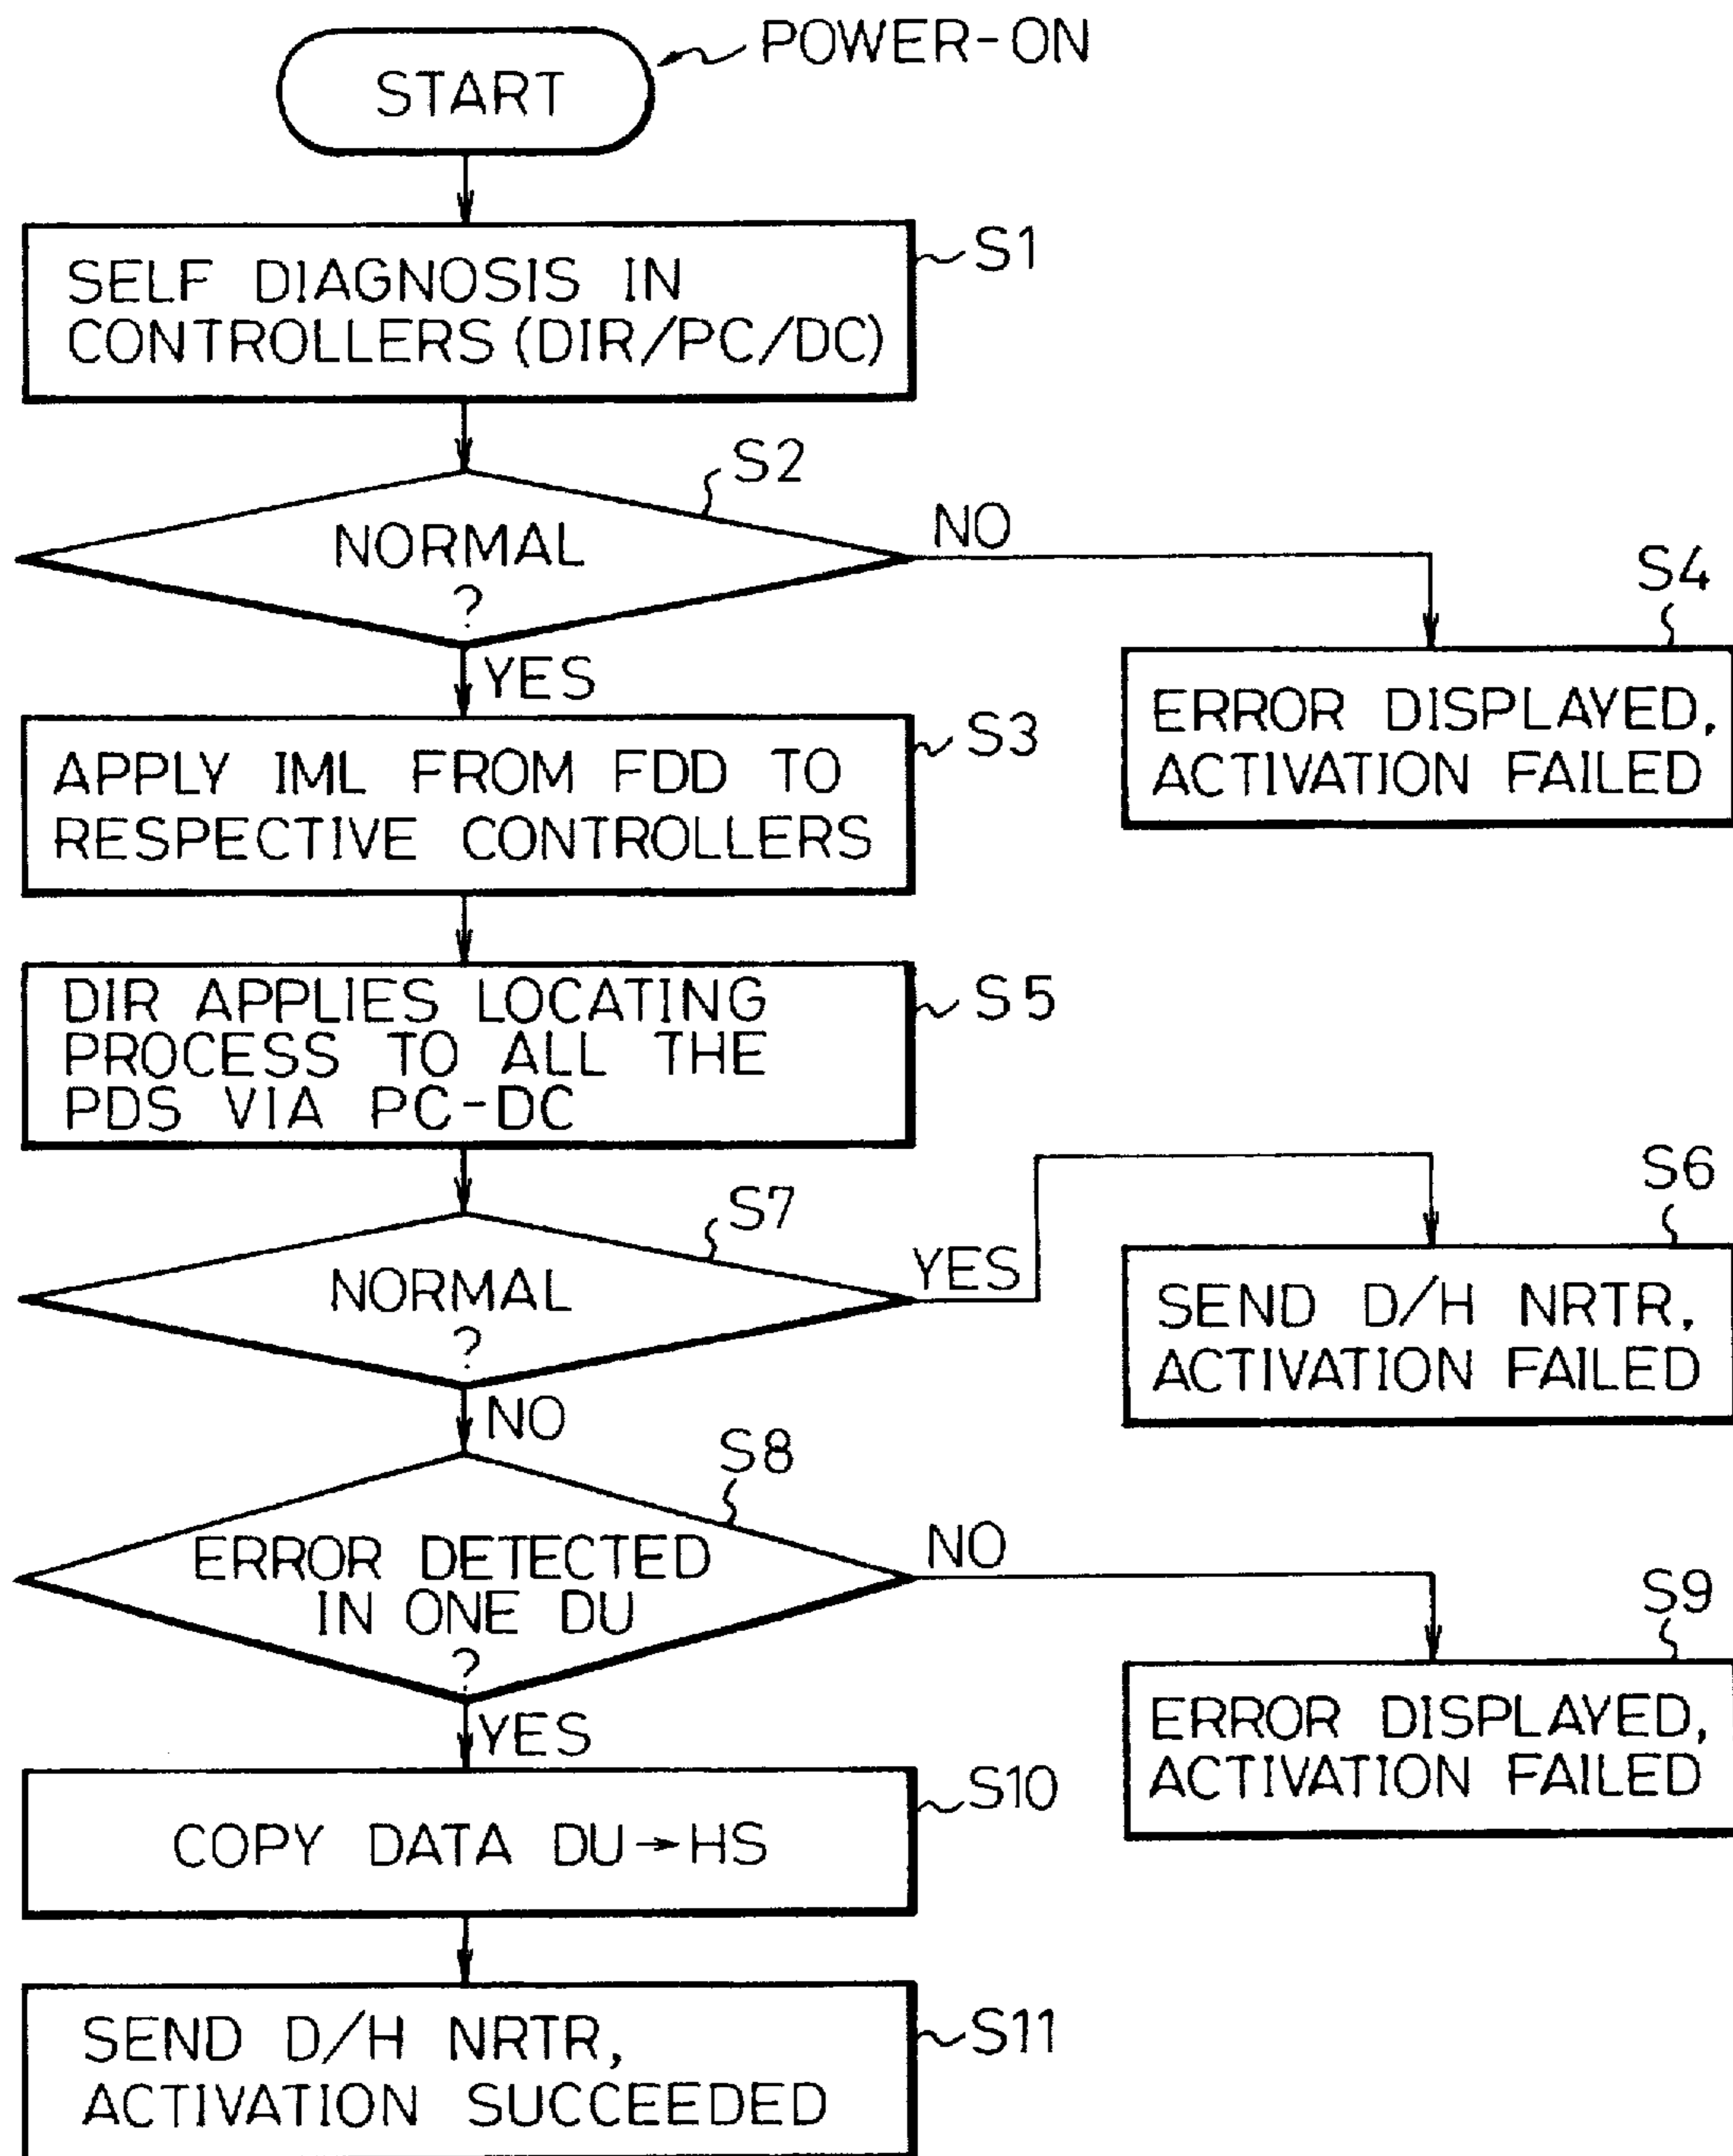 POWER-ON
START
S1
SELF DIAGNOSIS IN
CONTROLLERS (DIR/PC/DC)
S2
NORMAL
?
NO
YES
S4
ERROR DISPLAYED,
ACTIVATION FAILED
S3
APPLY IML FROM FDD TO
RESPECTIVE CONTROLLERS
S5
DIR APPLIES LOCATING
PROCESS TO ALL THE
PDS VIA PC-DC
S7
NORMAL
?
YES
NO
S6
SEND D/H NRTR,
ACTIVATION FAILED
S8
ERROR DETECTED
IN ONE DU
?
NO
YES
S9
ERROR DISPLAYED,
ACTIVATION FAILED
S10
COPY DATA DU→HS
S11
SEND D/H NRTR,
ACTIVATION SUCCEEDED